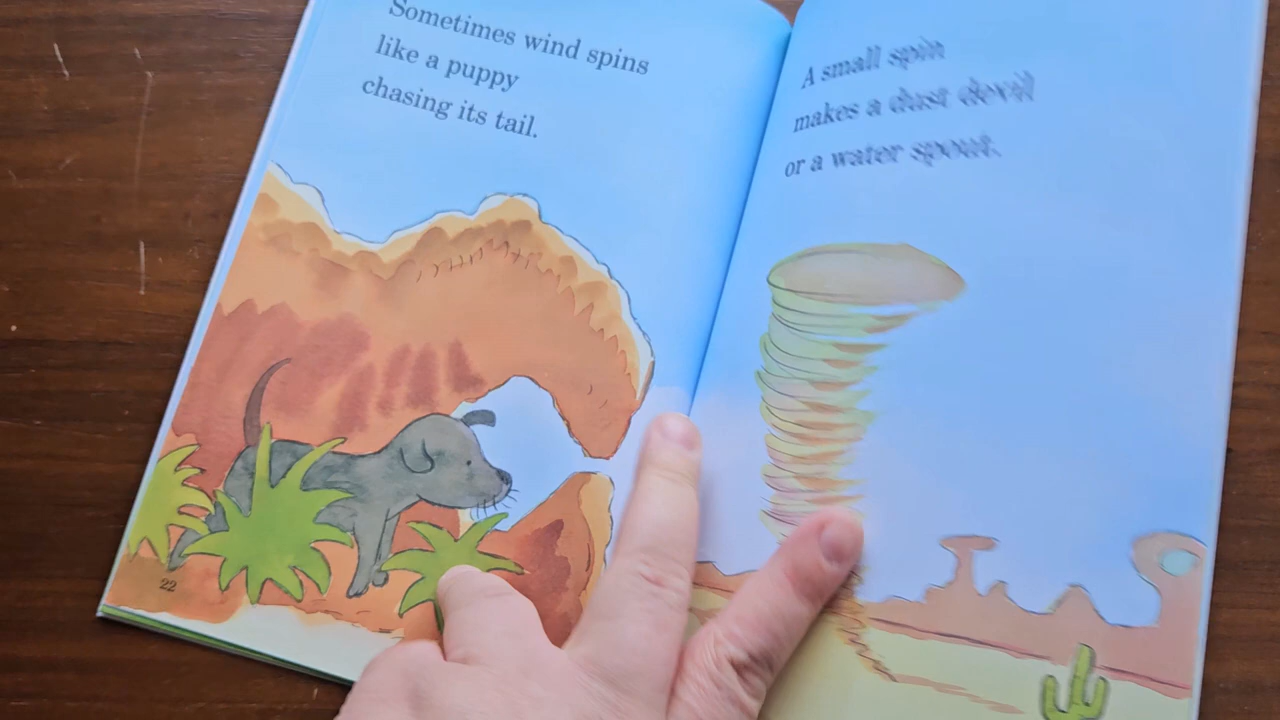 Sometimes wind spins
like a puppy
chasing its tail.
22
A small spin
makes a dust devil
or a water spout.